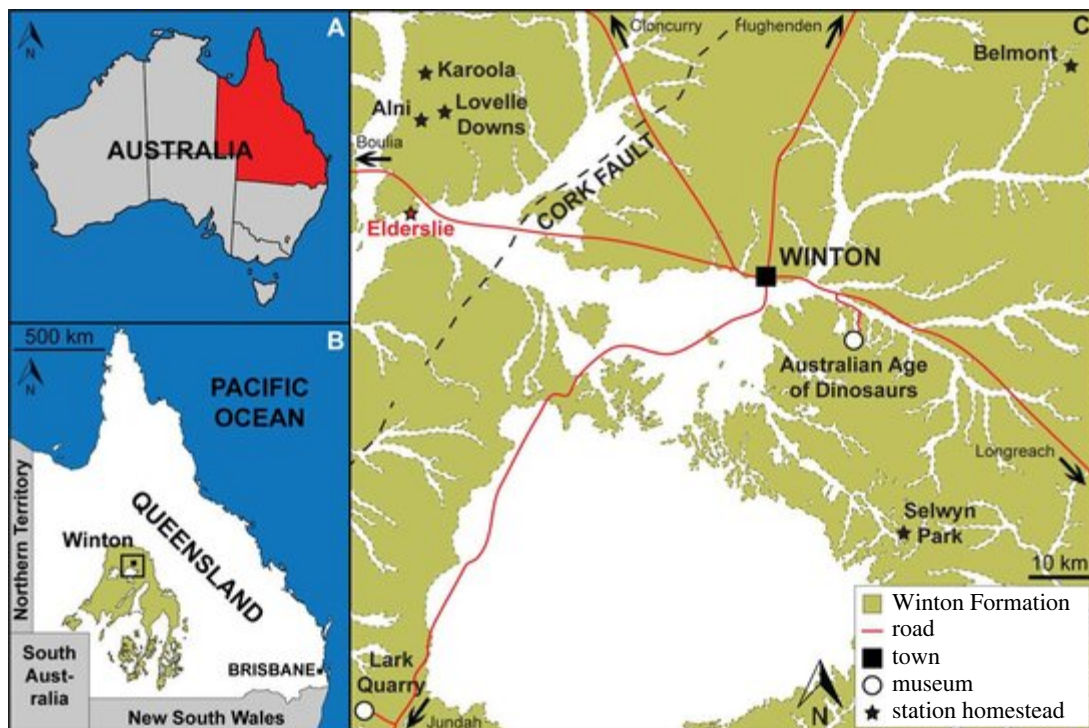 A
N
AUSTRALIA
500 km
B
N
PACIFIC
OCEAN
Northern Territory
QUEENSLAND
Winton
South
Aust-
ralia
BRISBANE
New South Wales
C
Cloncurry
Hughenden
Belmont
Karoola
Alni
Lovelle
Downs
Boulia
CORK FAULT
Elderslie
WINTON
Australian Age
of Dinosaurs
Longreach
Selwyn
Park
10 km
Lark
Quarry
Jundah
N
Winton Formation
road
town
museum
station homestead